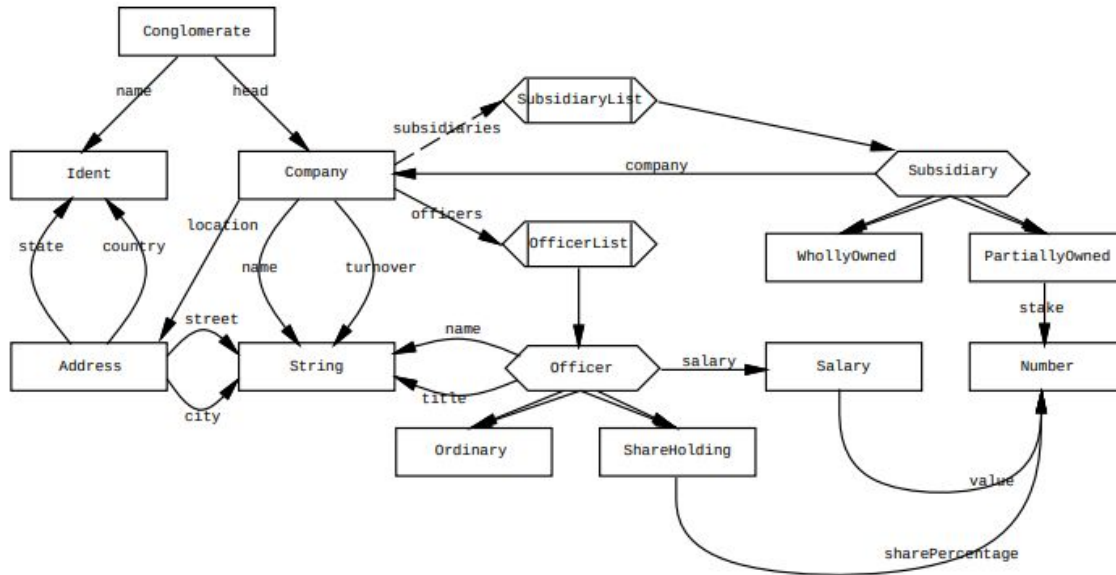 Conglomerate
name
head
SubsidiaryList
subsidiaries
Ident
Company
company
Subsidiary
officers
location
state
country
OfficerList
WhollyOwned
PartiallyOwned
name
turnover
stake
street
name
Address
String
Officer
salary
Salary
Number
title
city
Ordinary
ShareHolding
value
sharePercentage